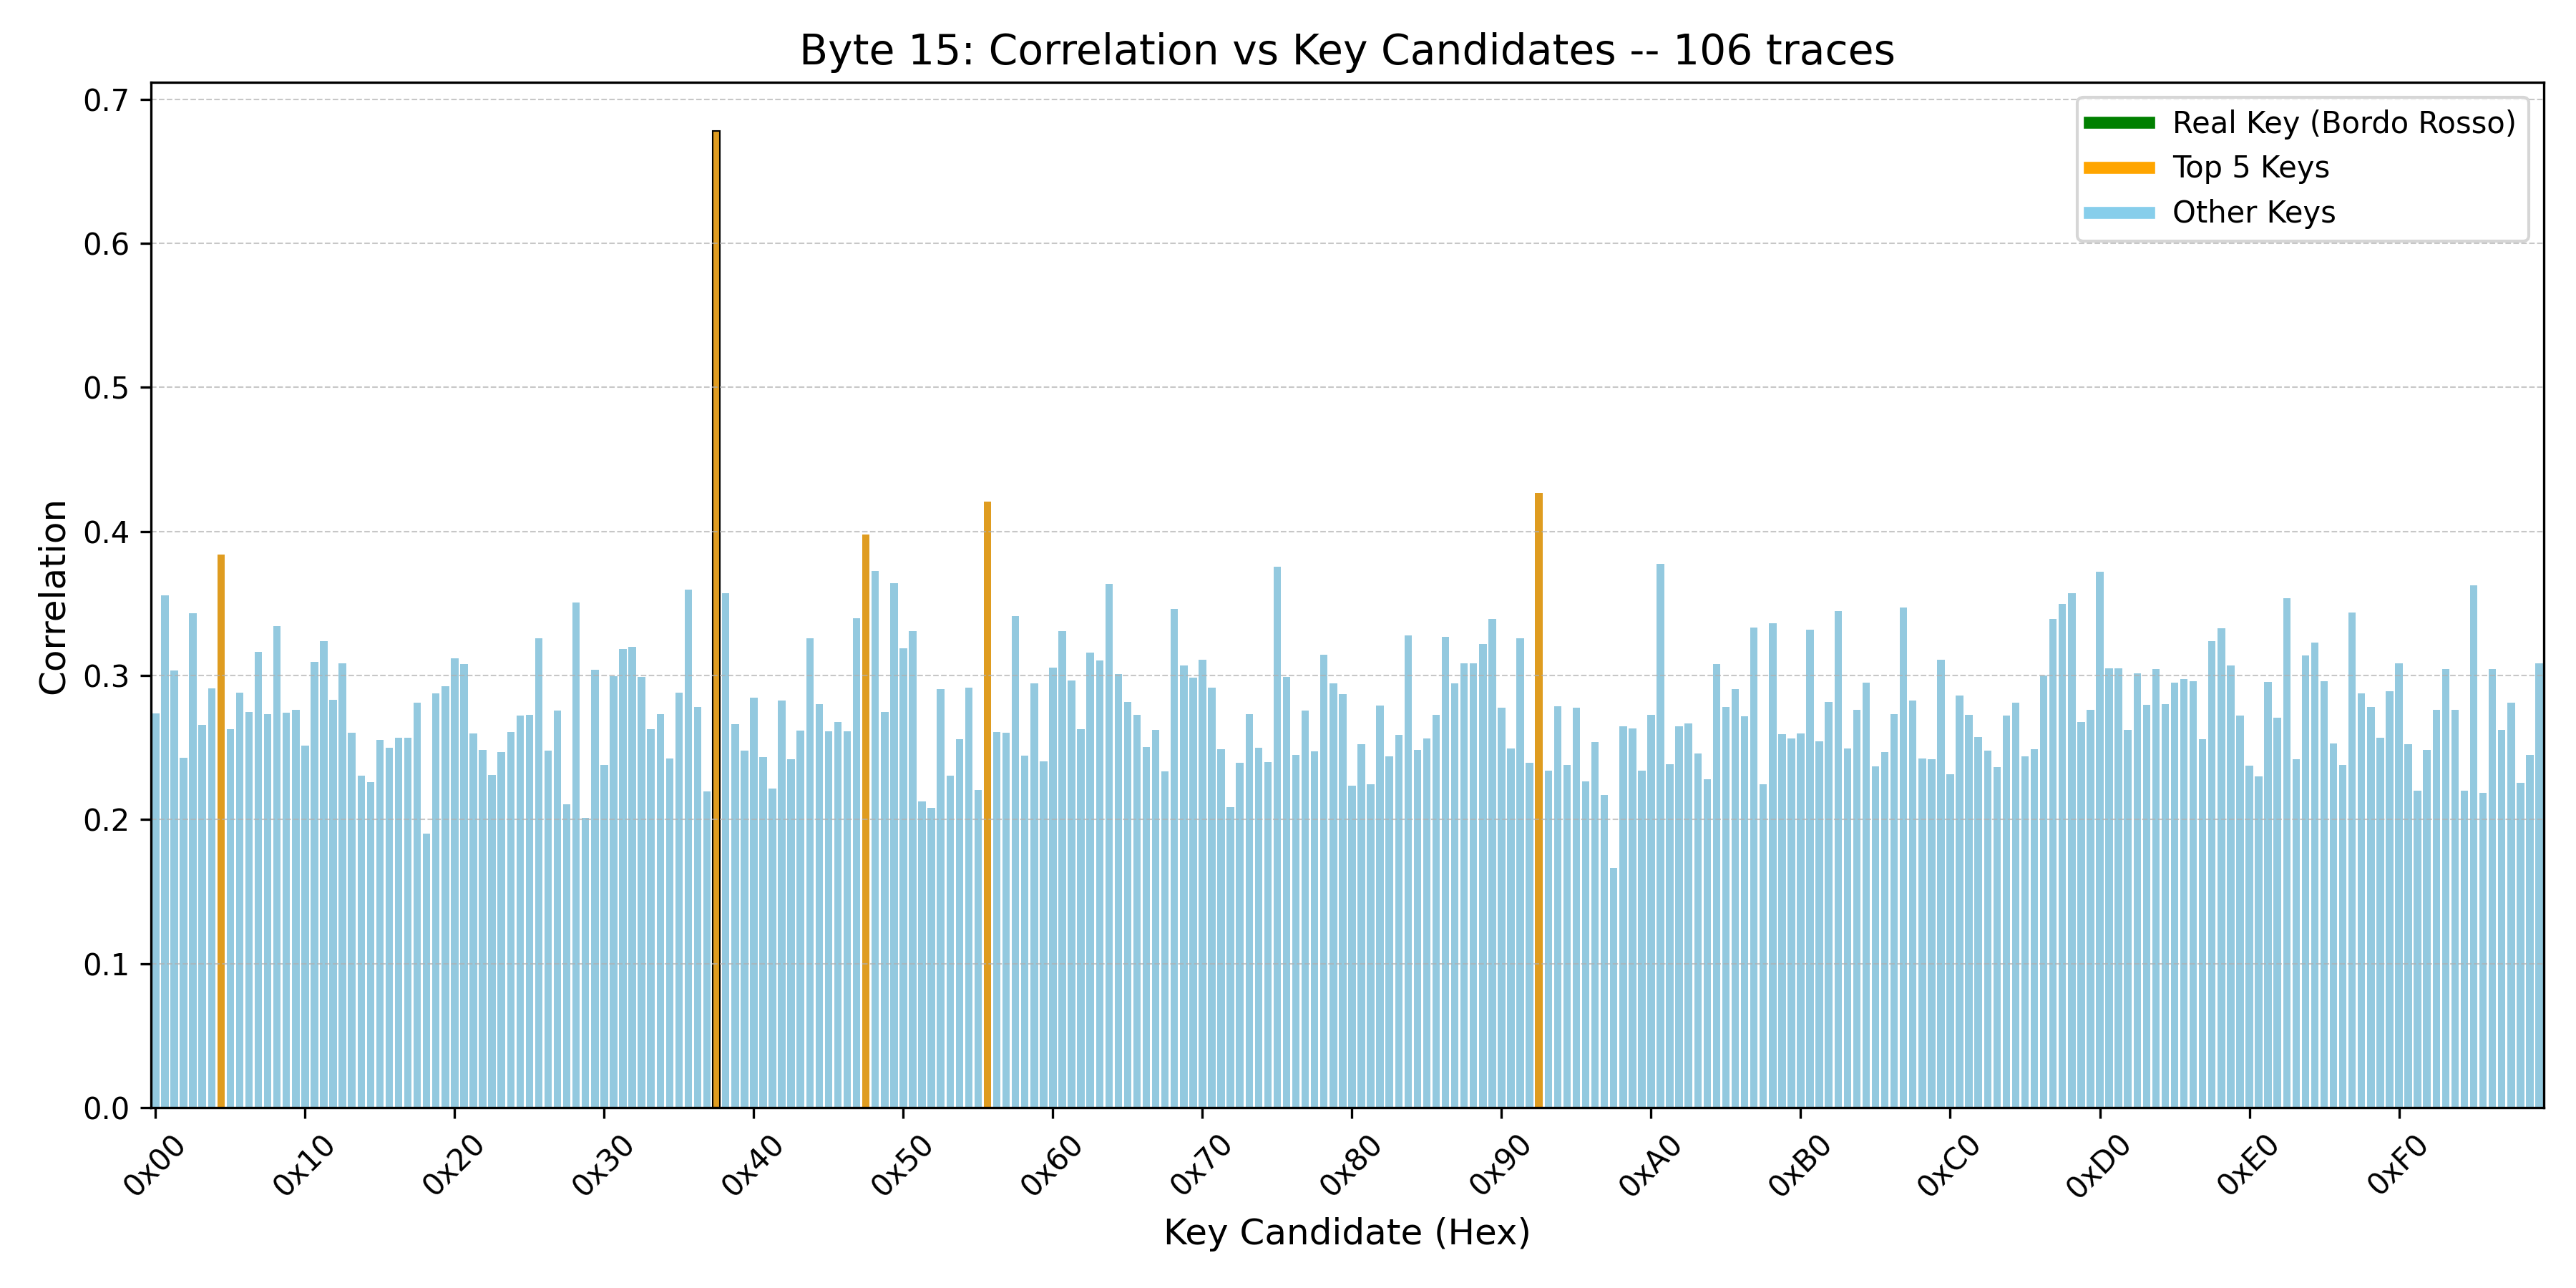 Byte 15: Correlation vs Key Candidates -- 106 traces
Real Key (Bordo Rosso)
Top 5 Keys
Other Keys
Correlation
0.7
0.6
0.5
0.4
0.3
0.2
0.1
0.0
0x00 0x10 0x20 0x30 0x40 0x50 0x60 0x70 0x80 0x90 0xA0 0xB0 0xC0 0xD0 0xE0 0xF0
Key Candidate (Hex)